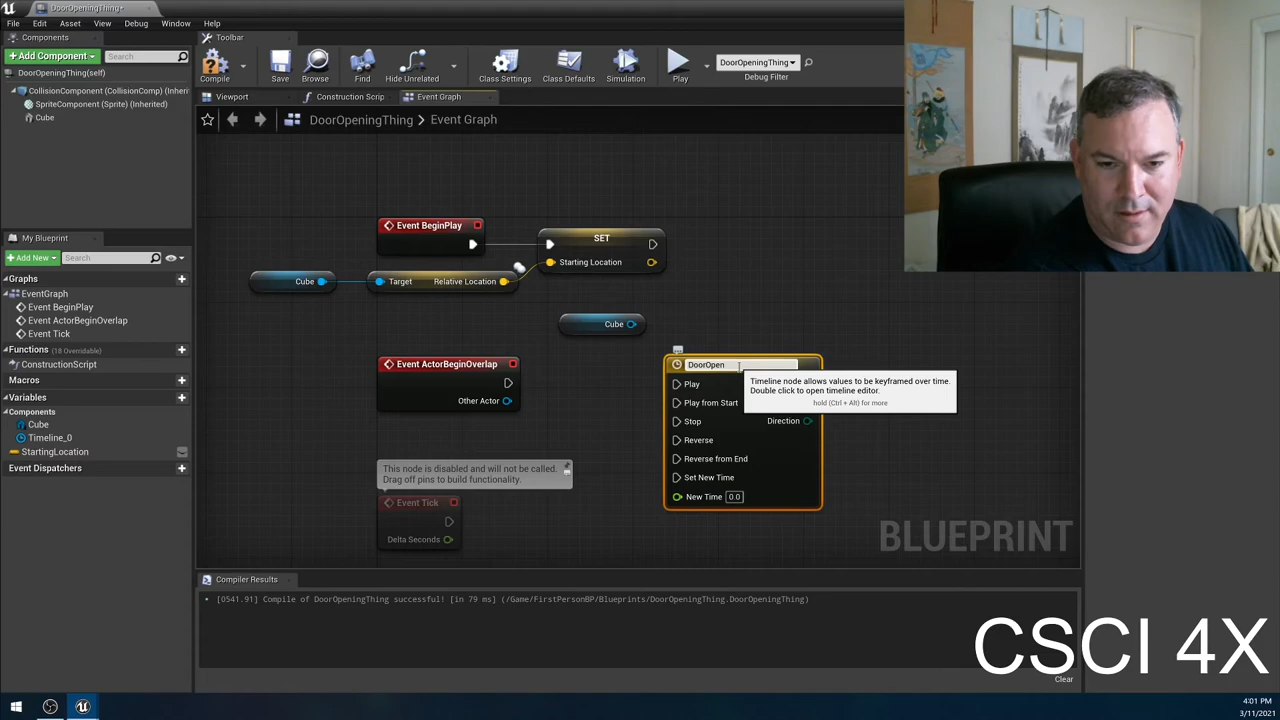 DoorOpeningThing*
File Edit Asset View Debug Window Help
Components
Toolbar
+ Add Component
Search
DoorOpeningThing(self)
CollisionComponent (CollisionComp) (Inheri
SpriteComponent (Sprite) (Inherited)
Cube
Compile
Save
Browse
Find
Hide Unrelated
Class Settings
Class Defaults
Simulation
Play
DoorOpeningThing
Debug Filter
Viewport
Construction Scrip
Event Graph
DoorOpeningThing > Event Graph
My Blueprint
+ Add New
Search
Graphs
EventGraph
Event BeginPlay
Event ActorBeginOverlap
Event Tick
Functions (18 Overridable)
ConstructionScript
Macros
Variables
Components
Cube
Timeline_0
StartingLocation
Event Dispatchers
Event BeginPlay
SET
Starting Location
Cube
Target Relative Location
Cube
Event ActorBeginOverlap
Other Actor
DoorOpen
Play
Play from Start
Stop
Direction
Reverse
Reverse from End
Set New Time
New Time 0.0
Timeline node allows values to be keyframed over time.
Double click to open timeline editor.
hold (Ctrl + Alt) for more
This node is disabled and will not be called.
Drag off pins to build functionality.
Event Tick
Delta Seconds
BLUEPRINT
Compiler Results
[0541.91] Compile of DoorOpeningThing successful! [in 79 ms] (/Game/FirstPersonBP/Blueprints/DoorOpeningThing.DoorOpeningThing)
CSCI 4X
Clear
4:01 PM
3/11/2021